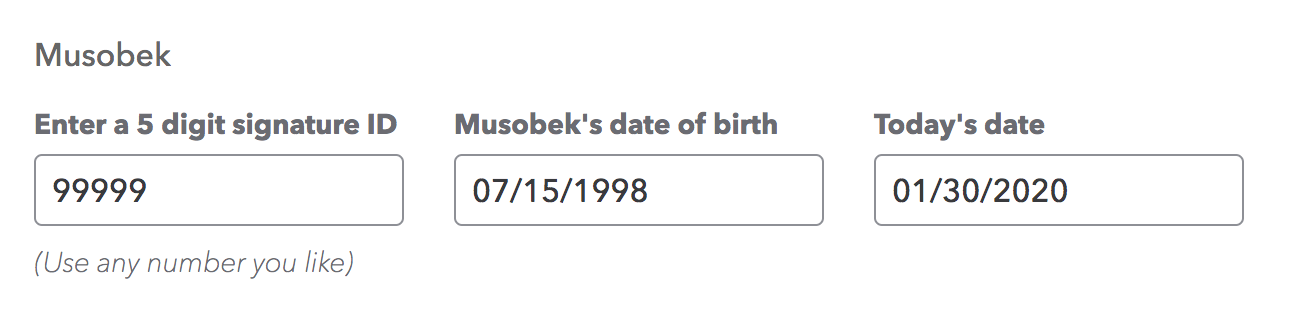 Musobek
Enter a 5 digit signature ID Musobek's date of birth Today's date
99999 07/15/1998 01/30/2020
(Use any number you like)